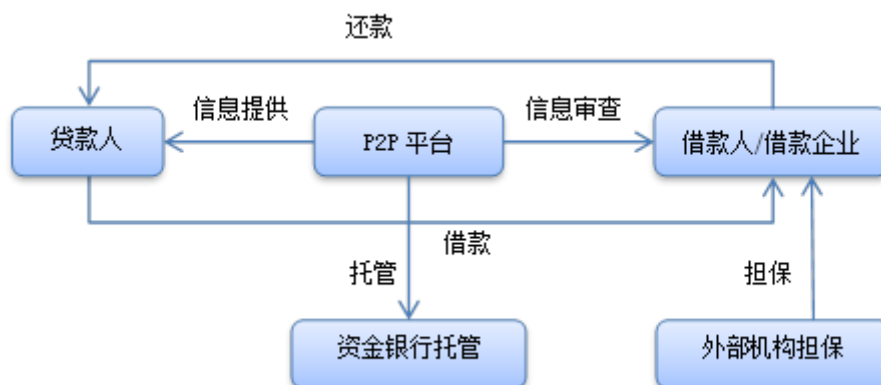 还款
信息提供
信息审查
贷款人
P2P 平台
借款人/借款企业
借款
托管
担保
资金银行托管
外部机构担保